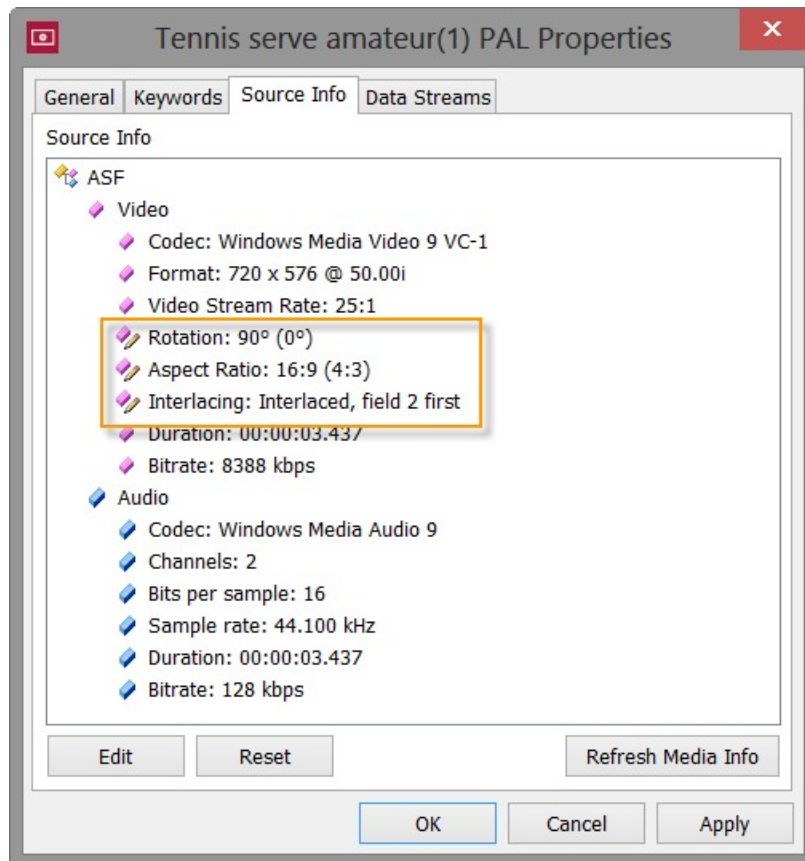 Tennis serve amateur(1) PAL Properties
General Keywords Source Info Data Streams
Source Info
ASF
Video
Codec: Windows Media Video 9 VC-1
Format: 720 x 576 @ 50.00i
Video Stream Rate: 25:1
Rotation: 90° (0°)
Aspect Ratio: 16:9 (4:3)
Interlacing: Interlaced, field 2 first
Duration: 00:00:03.437
Bitrate: 8388 kbps
Audio
Codec: Windows Media Audio 9
Channels: 2
Bits per sample: 16
Sample rate: 44.100 kHz
Duration: 00:00:03.437
Bitrate: 128 kbps
Edit Reset Refresh Media Info
OK Cancel Apply